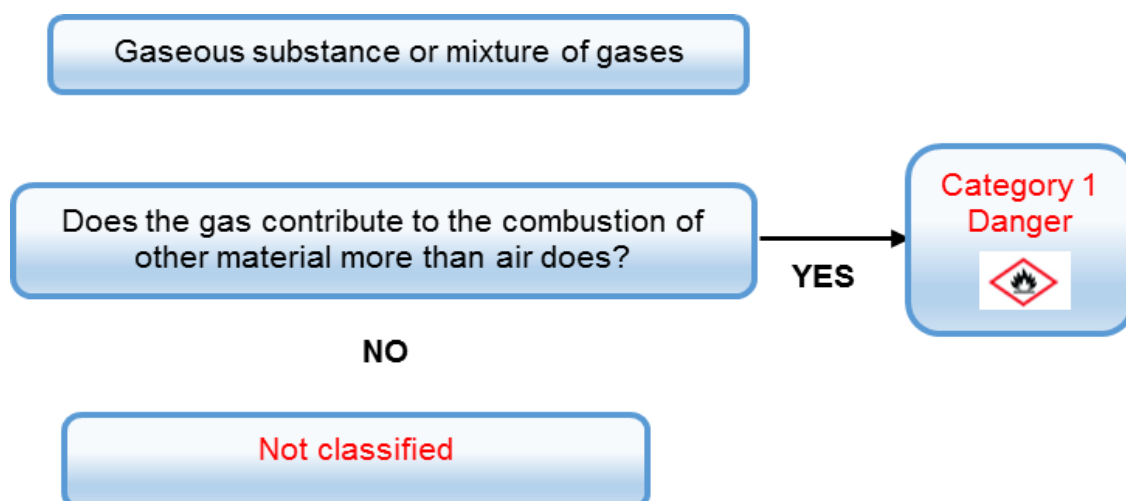 Gaseous substance or mixture of gases
Does the gas contribute to the combustion of
other material more than air does?
YES
Category 1
Danger
NO
Not classified